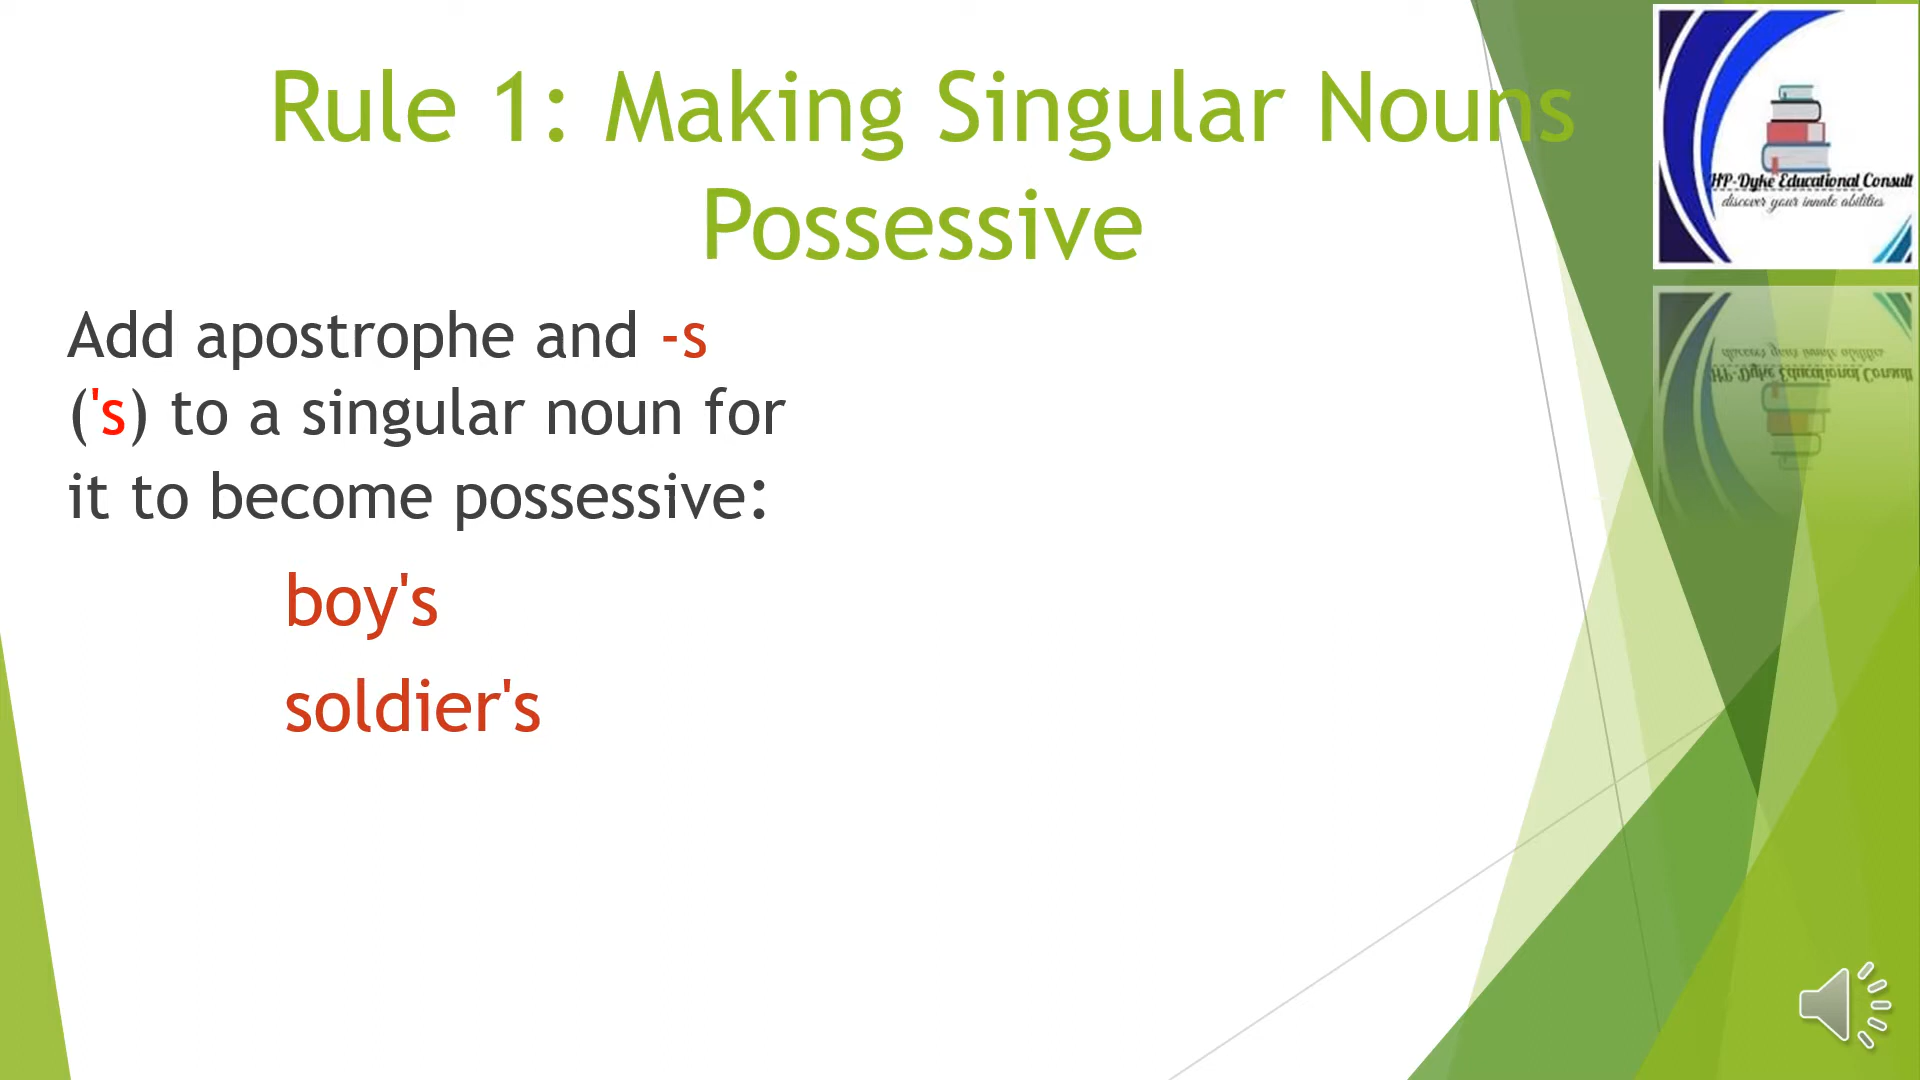 Rule 1: Making Singular Nouns
Possessive
Add apostrophe and -s
('s) to a singular noun for
it to become possessive:
boy's
soldier's
HP-Dyke Educational Consult
discover your innate abilities